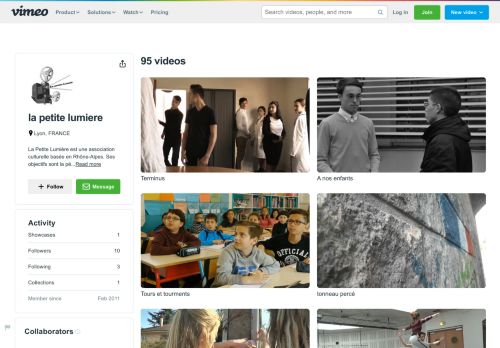 vimeo Product Solutions Watch Pricing Search videos, people, and more Log in Join New video
la petite lumiere
Lyon, FRANCE
La Petite Lumière est une association
culturelle basée en Rhône-Alpes. Ses
objectifs sont la pé...Read more
+ Follow Message
Activity
Showcases 1
Followers 10
Following 3
Collections 1
Member since Feb 2011
Collaborators
95 videos
Terminus
A nos enfants
OFFICIAL
Tours et tourments
tonneau percé